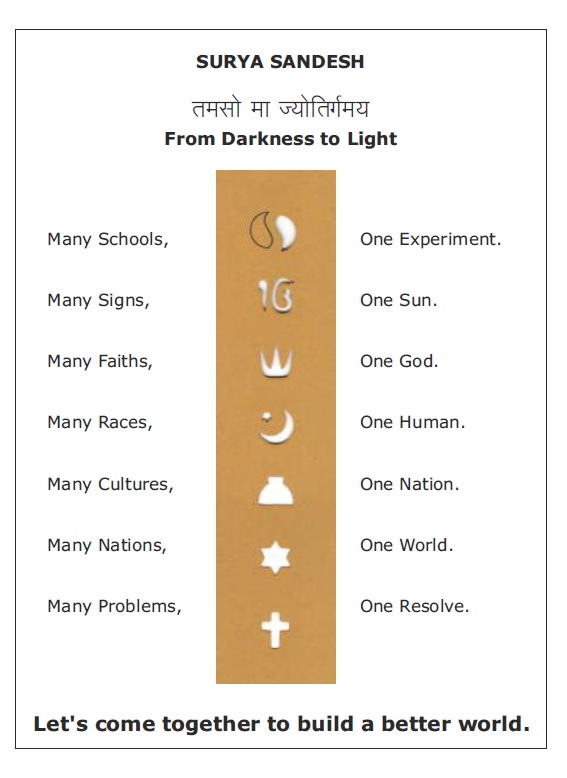 SURYA SANDESH
तमसो मा ज्योतिर्गमय
From Darkness to Light
Many Schools, One Experiment.
Many Signs, One Sun.
Many Faiths, One God.
Many Races, One Human.
Many Cultures, One Nation.
Many Nations, One World.
Many Problems, One Resolve.
Let's come together to build a better world.